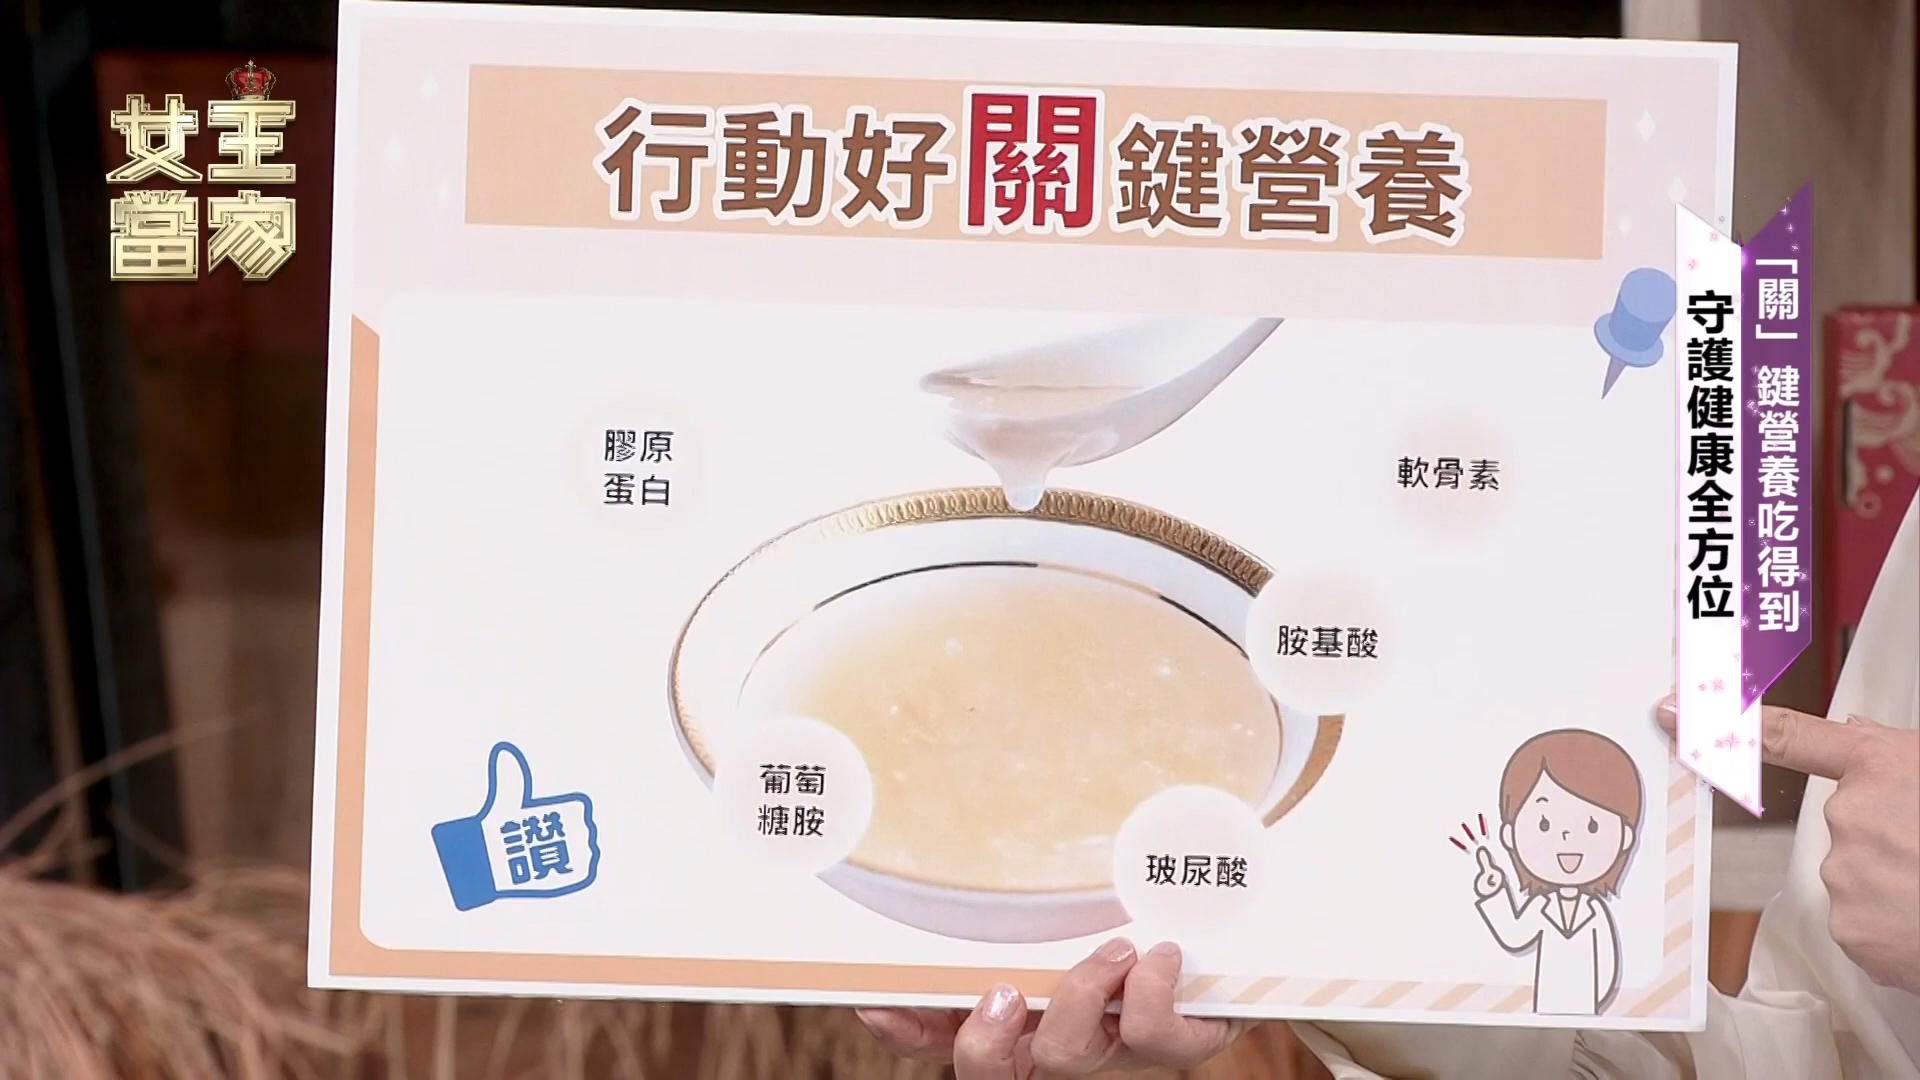 女王
當家
行動好關鍵營養
「關」鍵營養吃得到
守護健康全方位
膠原
蛋白
軟骨素
胺基酸
葡萄
糖胺
玻尿酸
讚